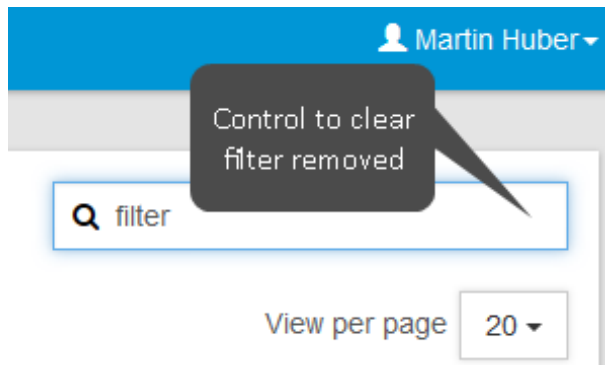 Martin Huber
Control to clear
filter removed
filter
View per page
20